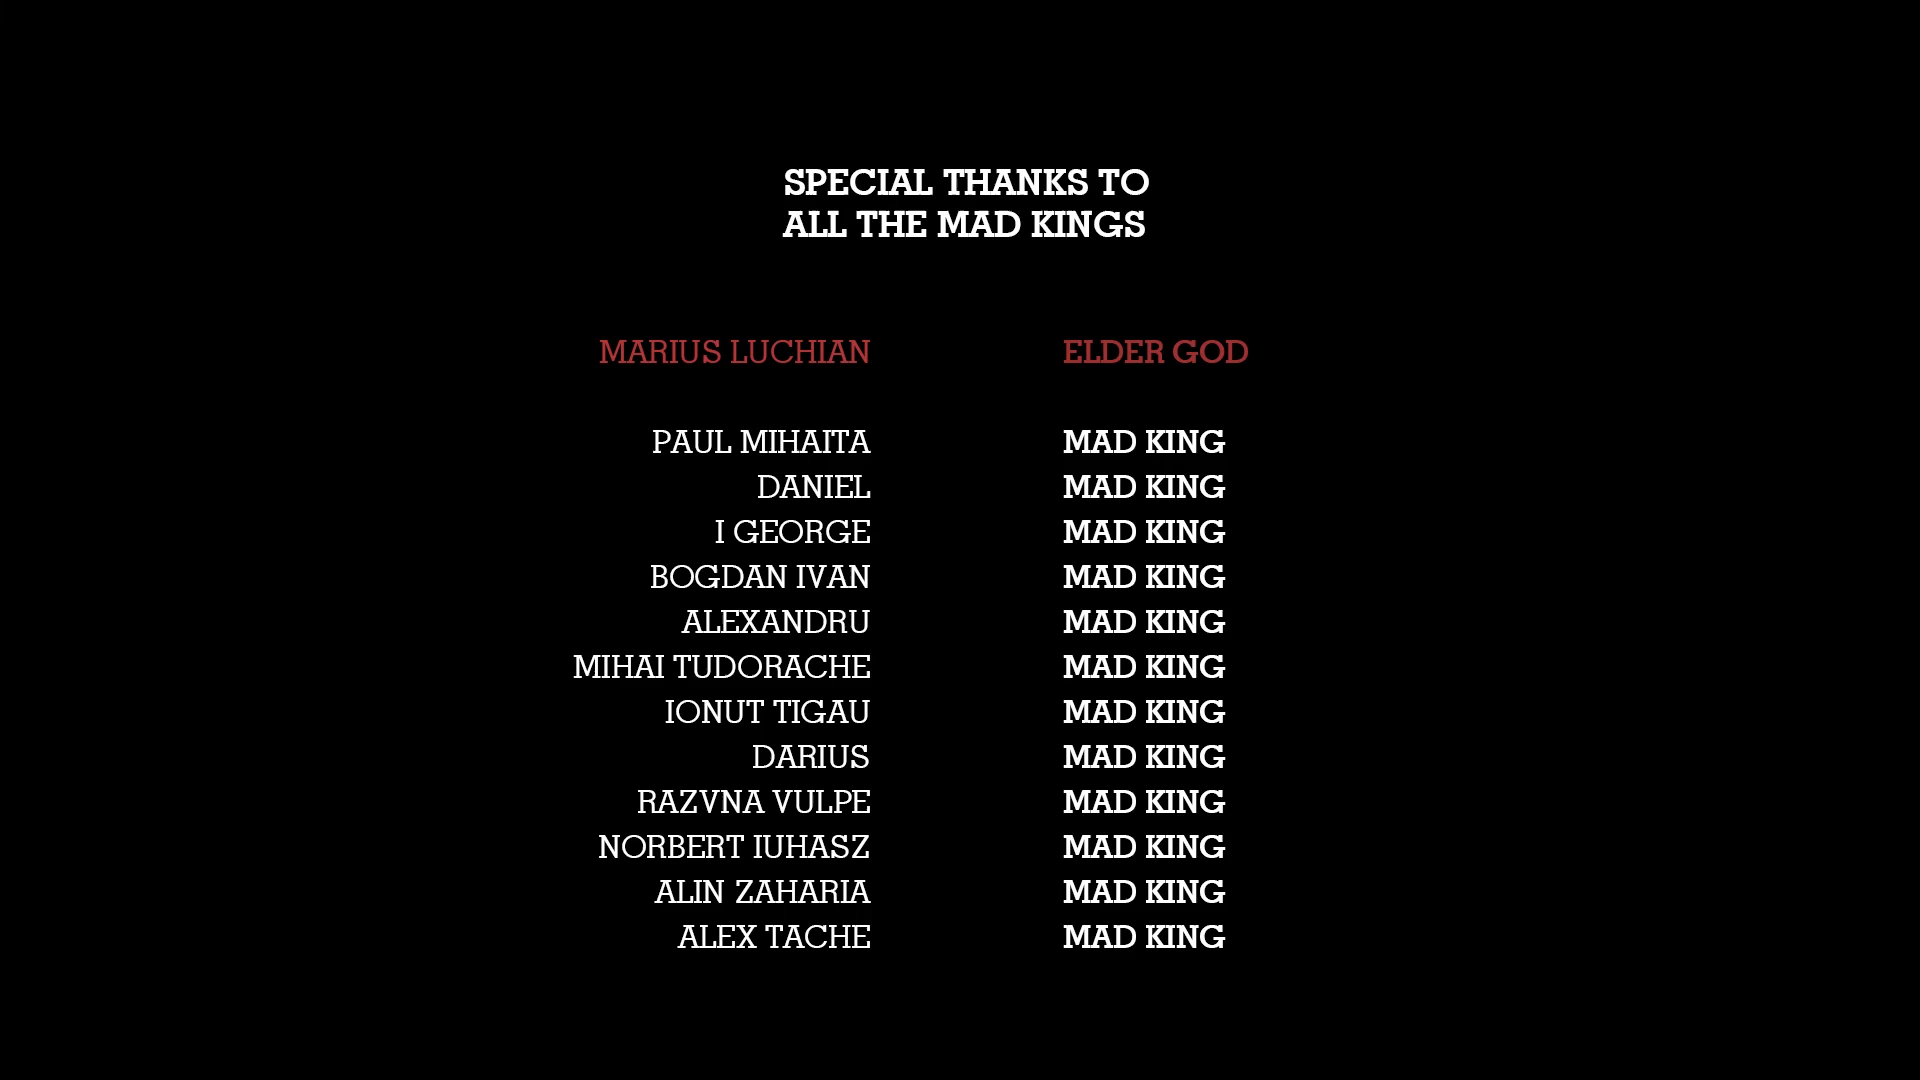 SPECIAL THANKS TO
ALL THE MAD KINGS
MARIUS LUCHIAN ELDER GOD
PAUL MIHAITA MAD KING
DANIEL MAD KING
I GEORGE MAD KING
BOGDAN IVAN MAD KING
ALEXANDRU MAD KING
MIHAI TUDORACHE MAD KING
IONUT TIGAU MAD KING
DARIUS MAD KING
RAZVNA VULPE MAD KING
NORBERT IUHASZ MAD KING
ALIN ZAHARIA MAD KING
ALEX TACHE MAD KING